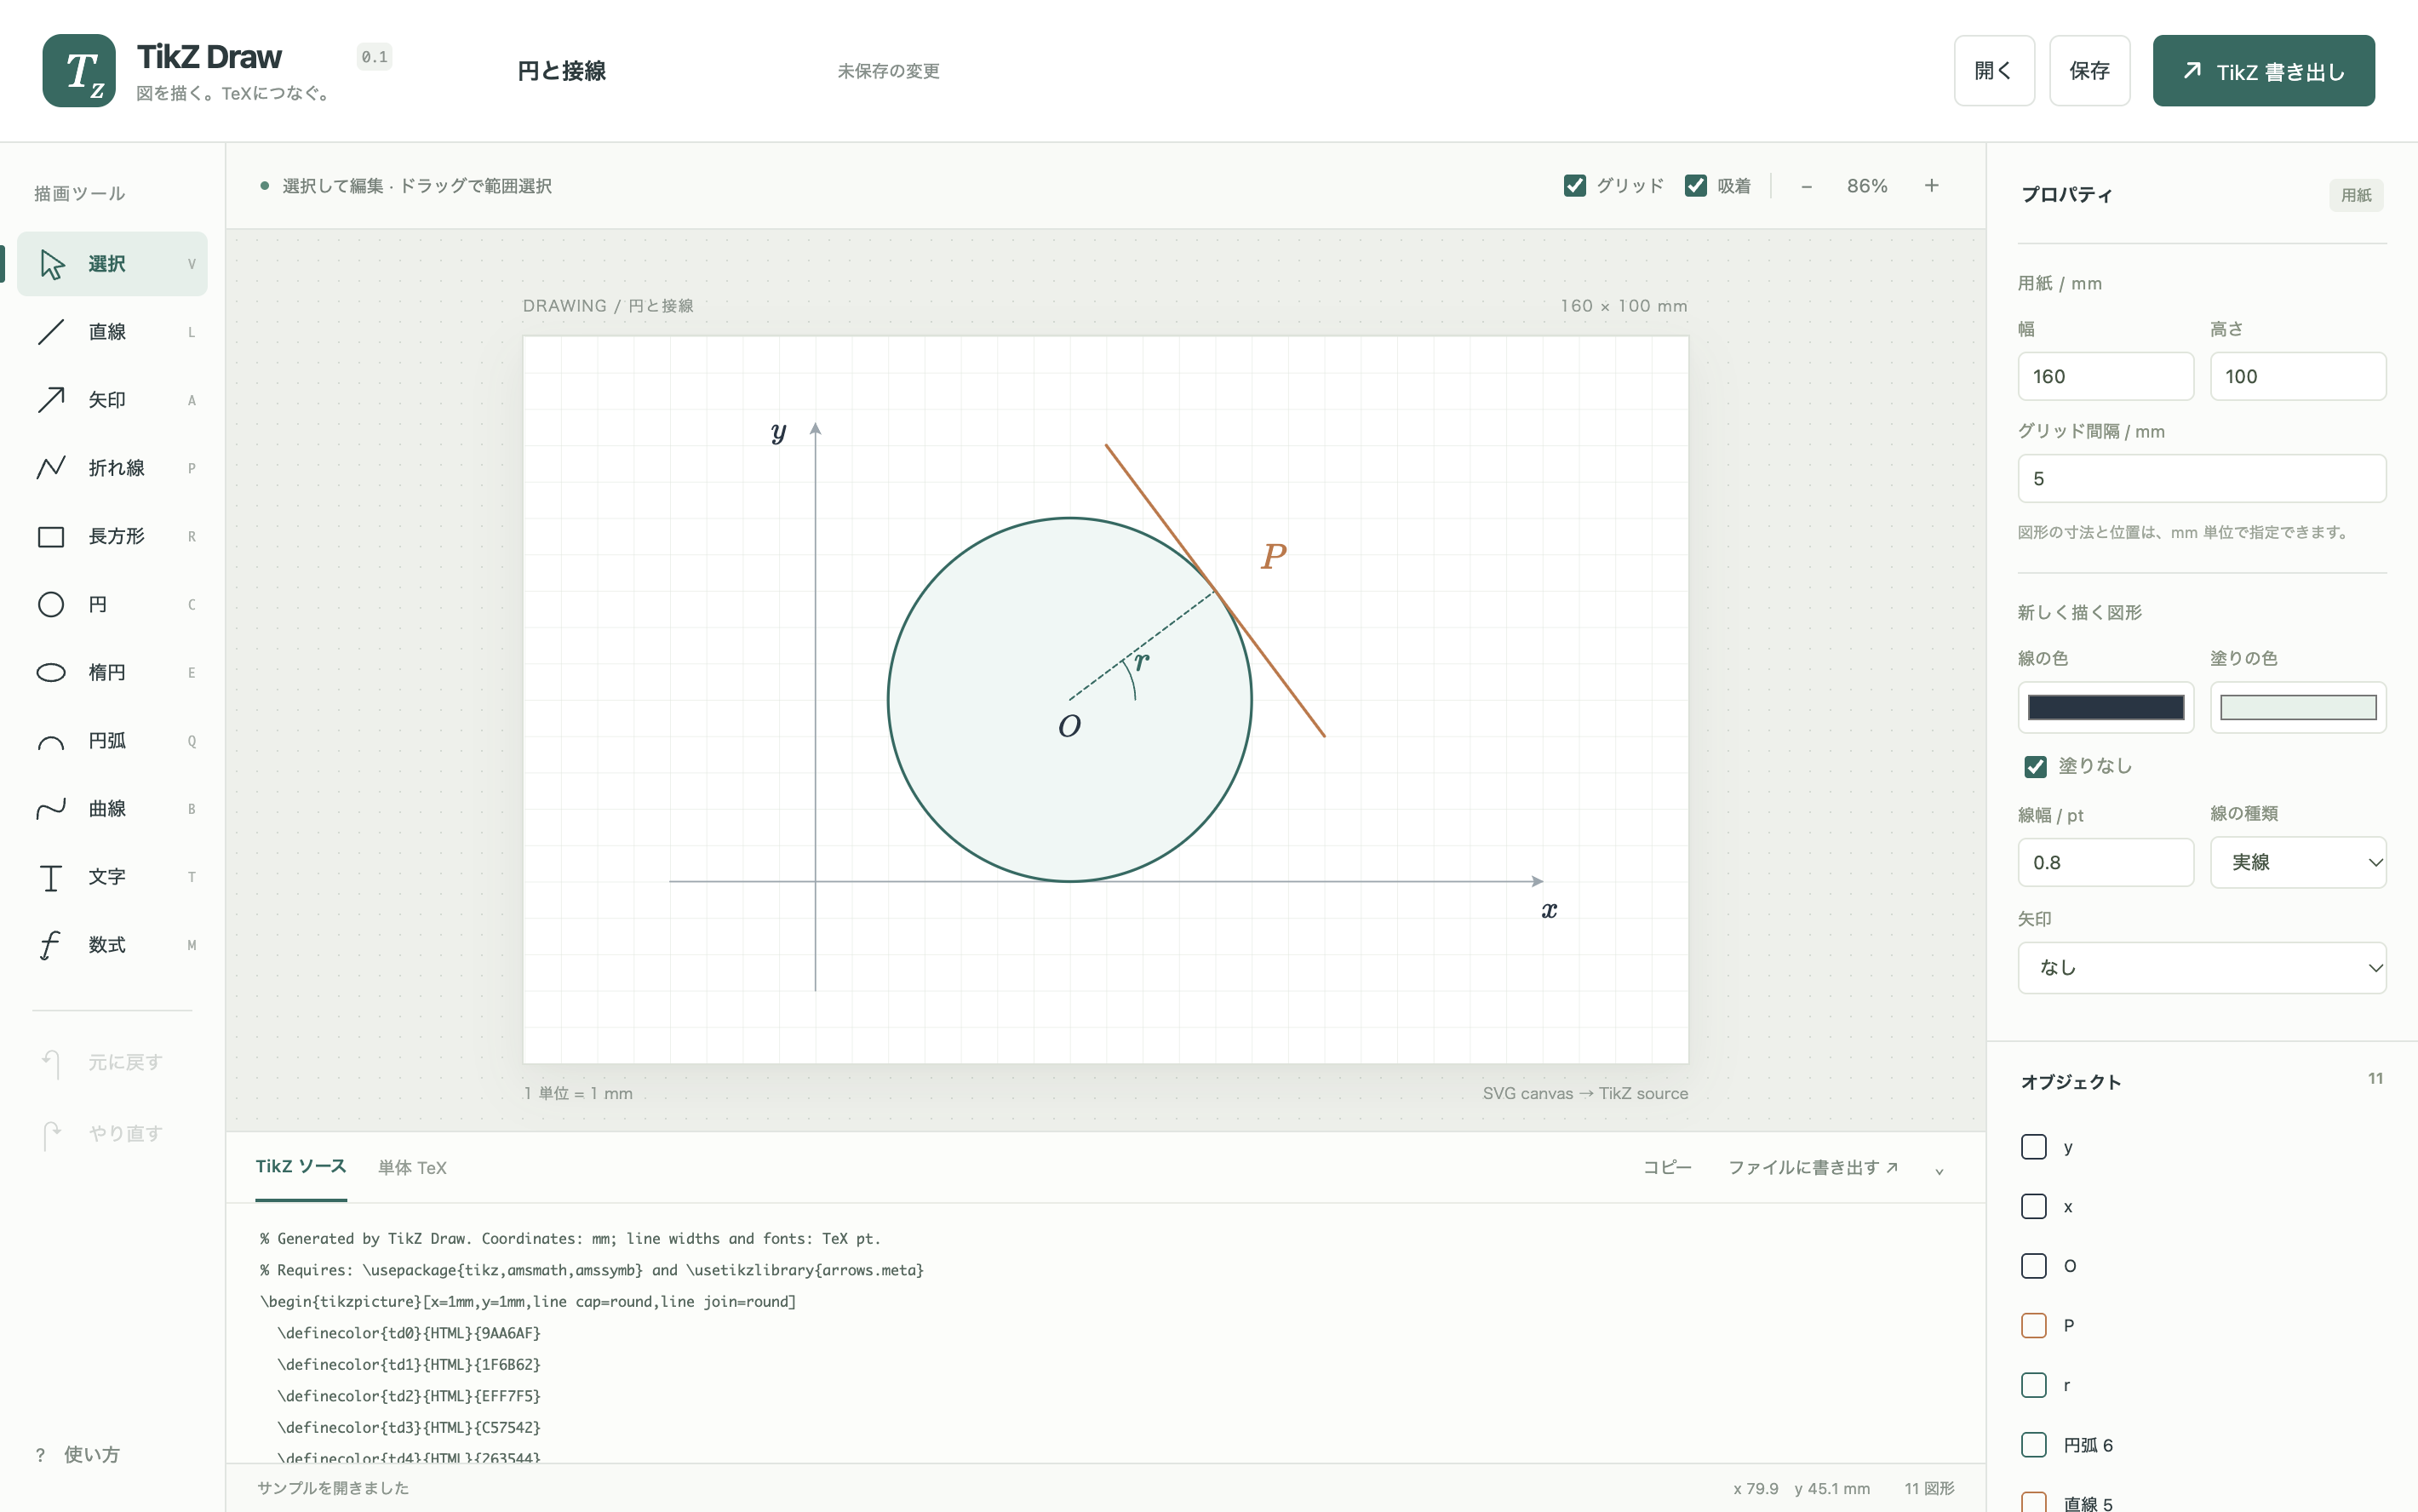 Tz
TikZ Draw
0.1
図を描く。TeXにつなぐ。
円と接線
未保存の変更
開く
保存
TikZ 書き出し
描画ツール
選択 V
直線 L
矢印 A
折れ線 P
長方形 R
円 C
楕円 E
円弧 Q
曲線 B
文字 T
数式 M
元に戻す
やり直す
? 使い方
選択して編集 · ドラッグで範囲選択
グリッド
吸着
− 86% +
DRAWING / 円と接線
160 × 100 mm
y
P
r
O
x
1 単位 = 1 mm
SVG canvas → TikZ source
TikZ ソース
単体 TeX
コピー
ファイルに書き出す ↗
% Generated by TikZ Draw. Coordinates: mm; line widths and fonts: TeX pt.
% Requires: \usepackage{tikz,amsmath,amssymb} and \usetikzlibrary{arrows.meta}
\begin{tikzpicture}[x=1mm,y=1mm,line cap=round,line join=round]
\definecolor{td0}{HTML}{9AA6AF}
\definecolor{td1}{HTML}{1F6B62}
\definecolor{td2}{HTML}{EFF7F5}
\definecolor{td3}{HTML}{C57542}
\definecolor{td4}{HTML}{263544}
サンプルを開きました
x 79.9 y 45.1 mm
11 図形
プロパティ
用紙
用紙 / mm
幅
高さ
160
100
グリッド間隔 / mm
5
図形の寸法と位置は、mm 単位で指定できます。
新しく描く図形
線の色
塗りの色
塗りなし
線幅 / pt
線の種類
0.8
実線
矢印
なし
オブジェクト
11
y
x
O
P
r
円弧 6
直線 5